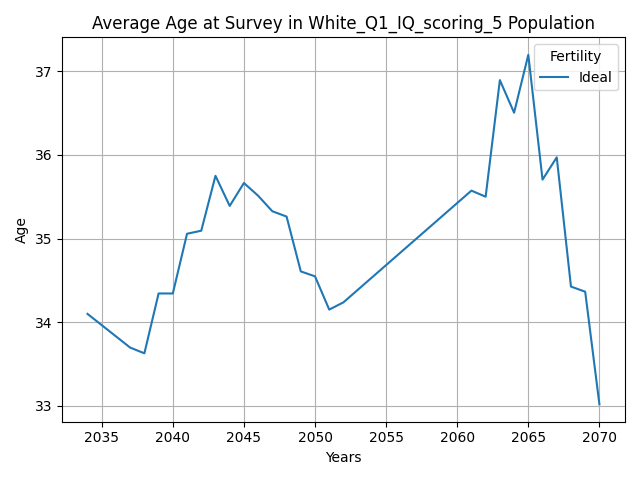 Average Age at Survey in White_Q1_IQ_scoring_5 Population
Fertility
Ideal
37
36
35
34
33
Age
2035 2040 2045 2050 2055 2060 2065 2070
Years